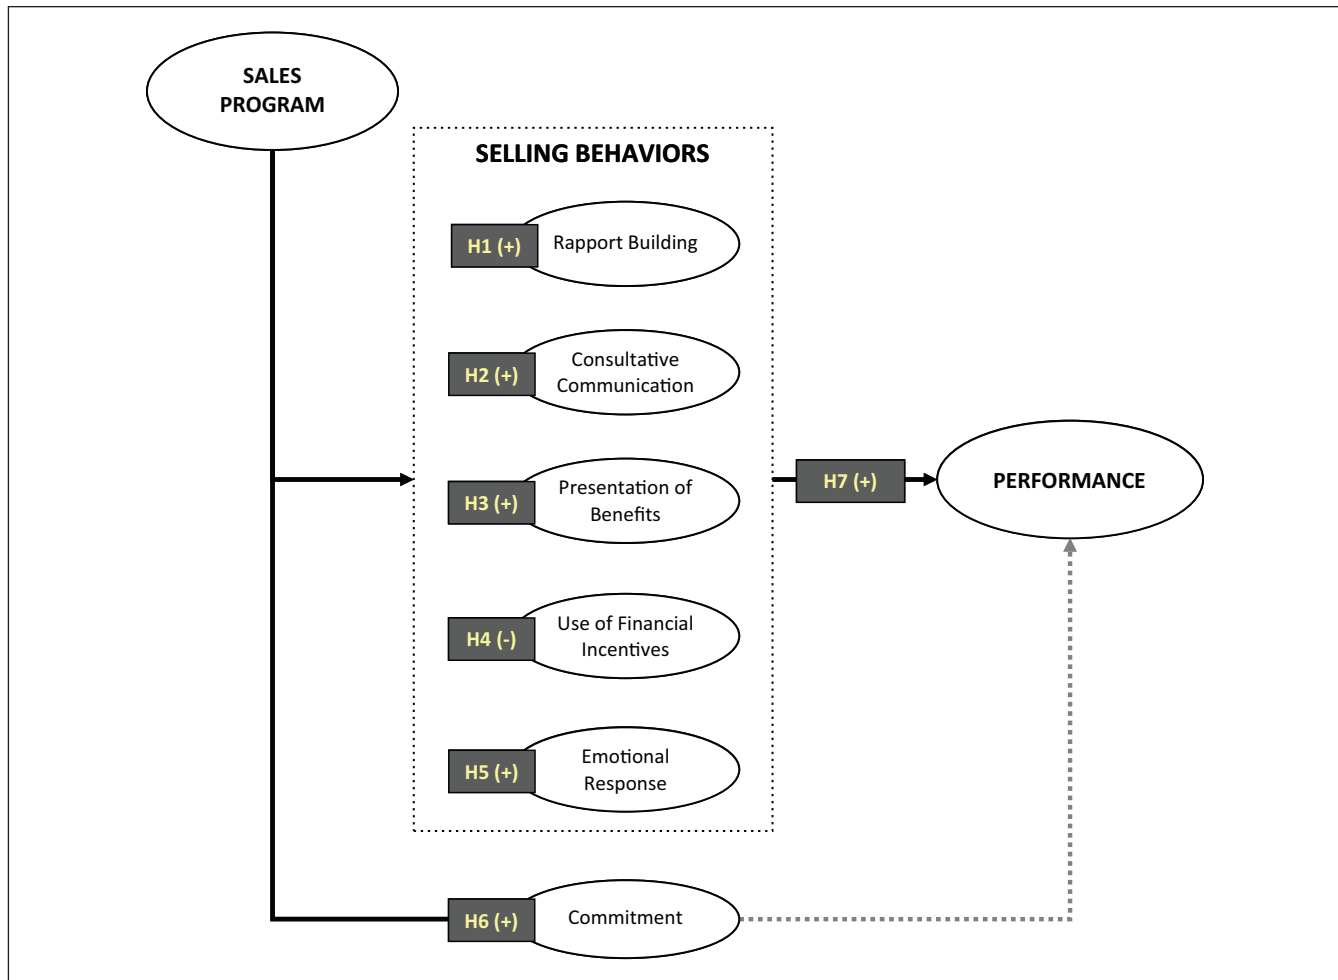 SALES
PROGRAM
SELLING BEHAVIORS
H1 (+)
Rapport Building
H2 (+)
Consultative
Communication
H3 (+)
Presentation of
Benefits
H7 (+)
PERFORMANCE
H4 (-)
Use of Financial
Incentives
H5 (+)
Emotional
Response
H6 (+)
Commitment